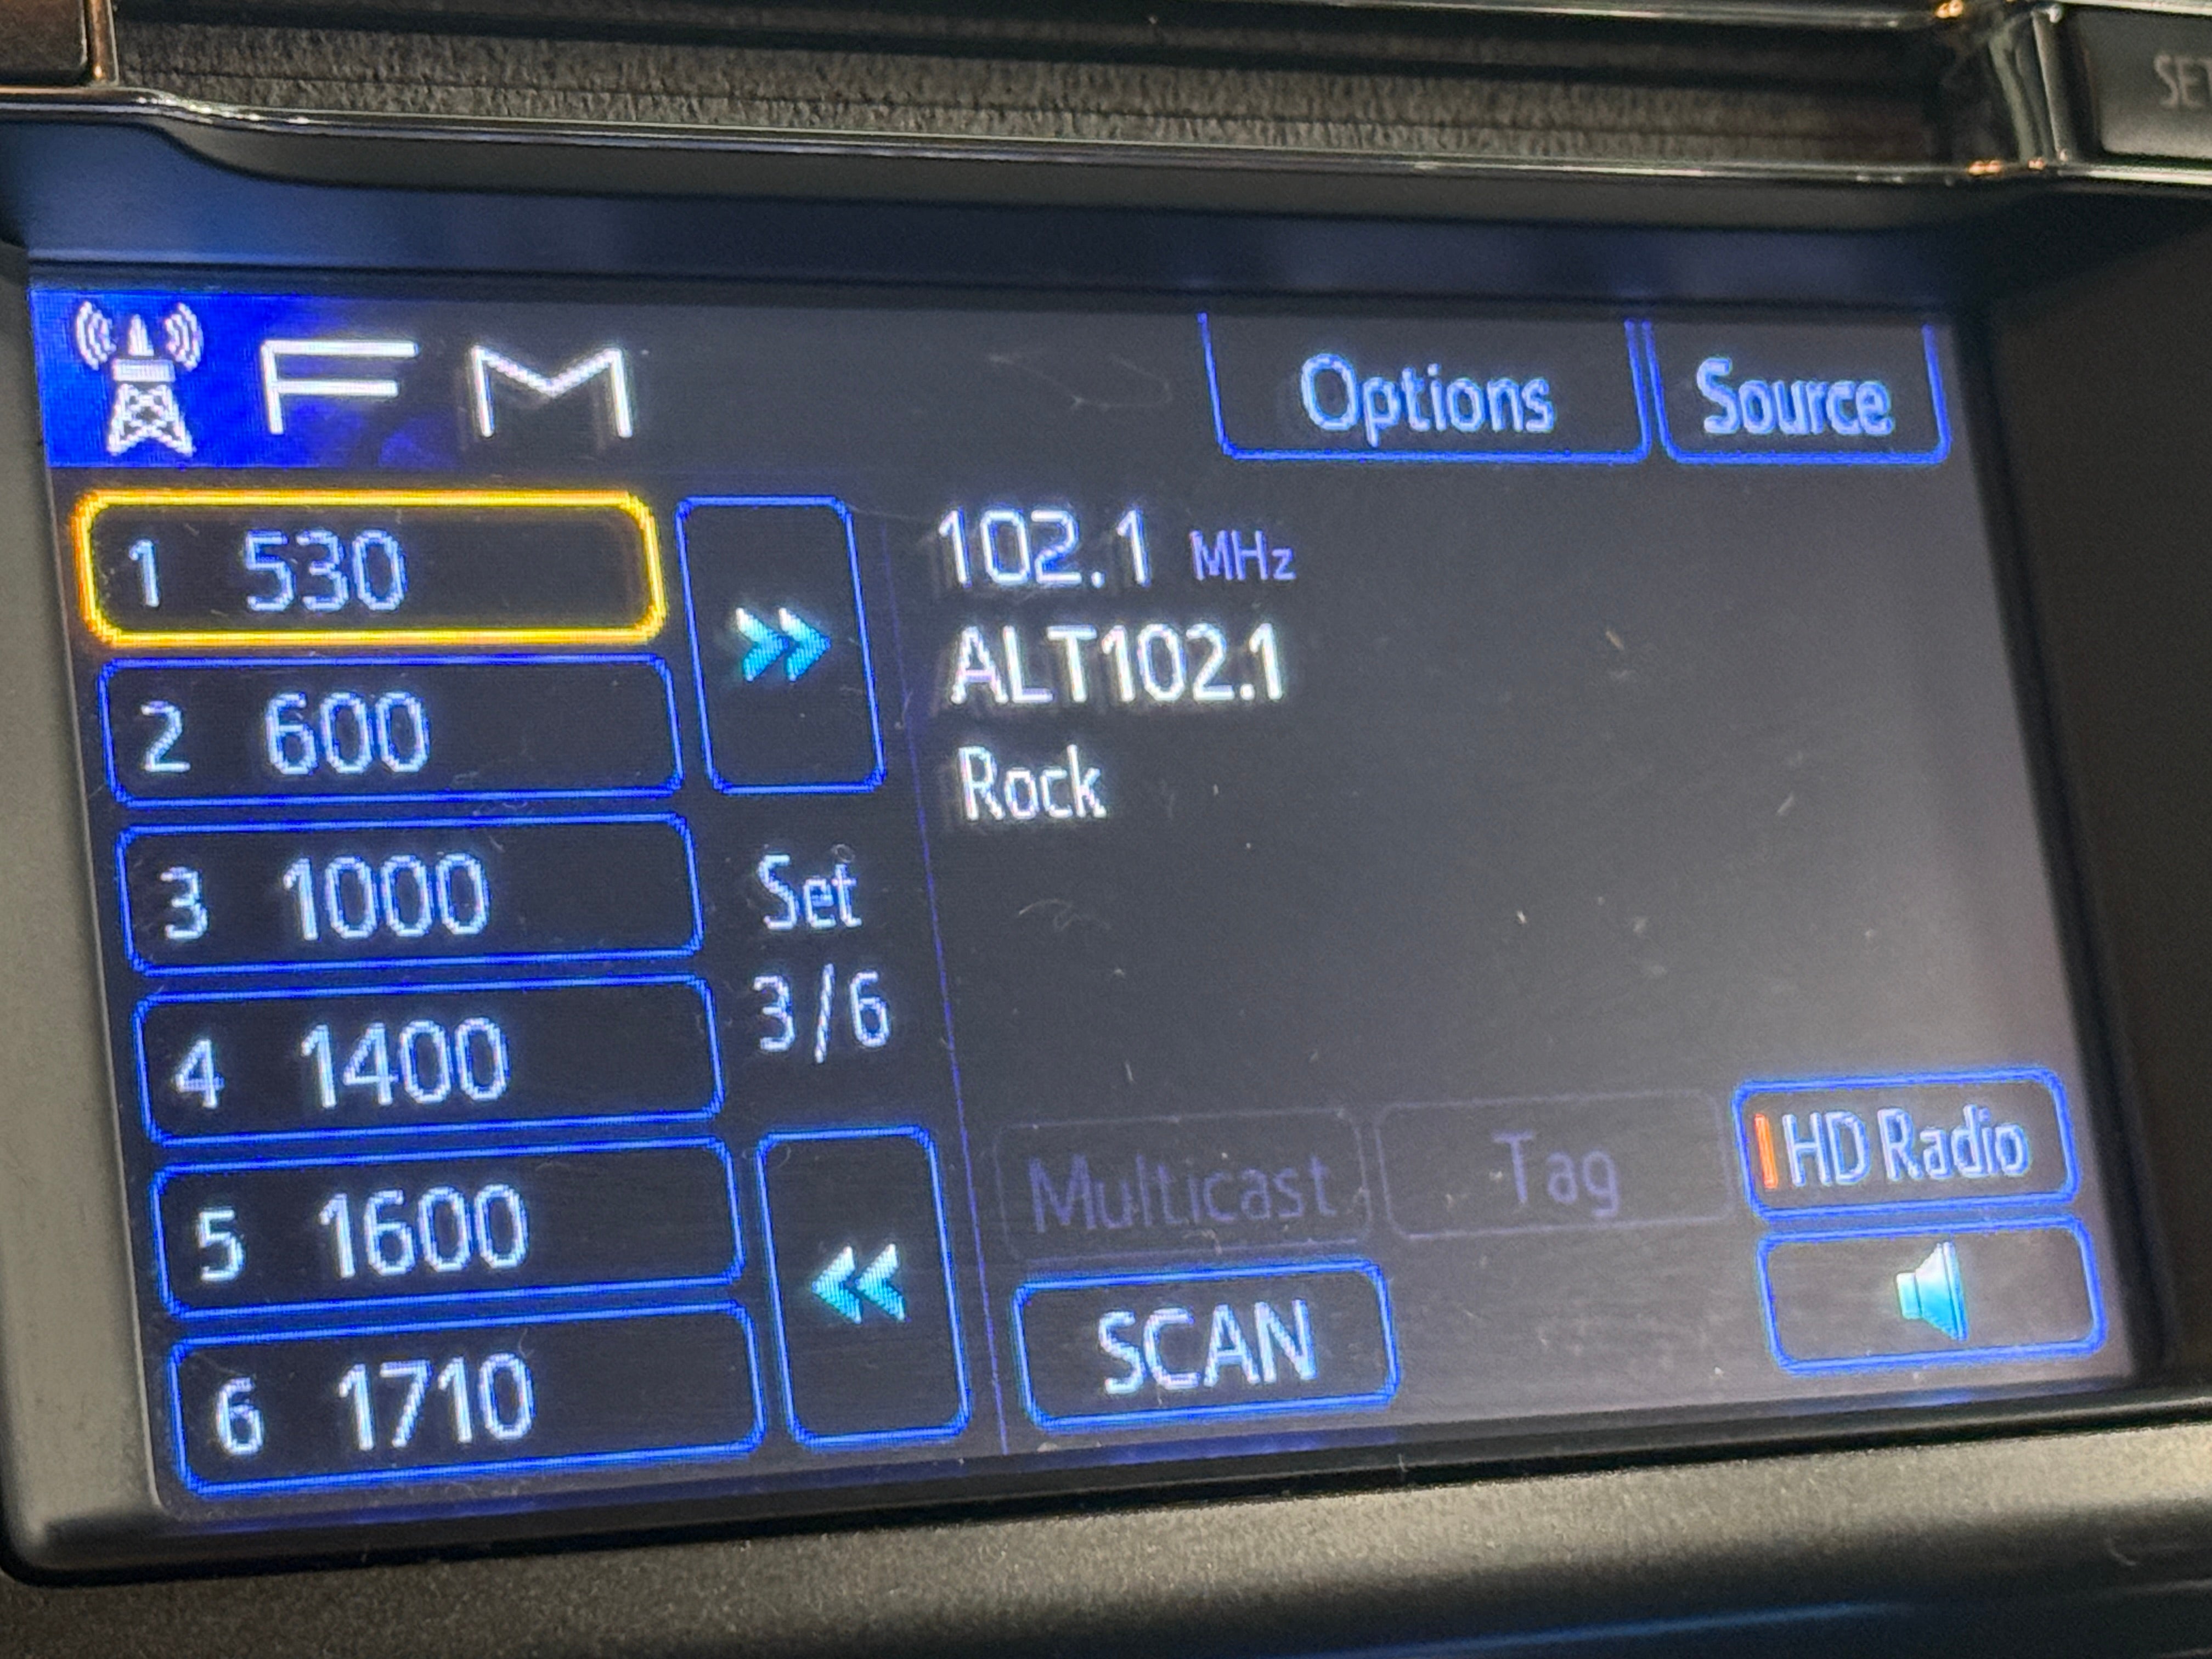 SET
FM
Options
Source
1 530
2 600
3 1000
4 1400
5 1600
6 1710
Set
3/6
102.1 MHz
ALT102.1
Rock
Multicast
Tag
HD Radio
SCAN